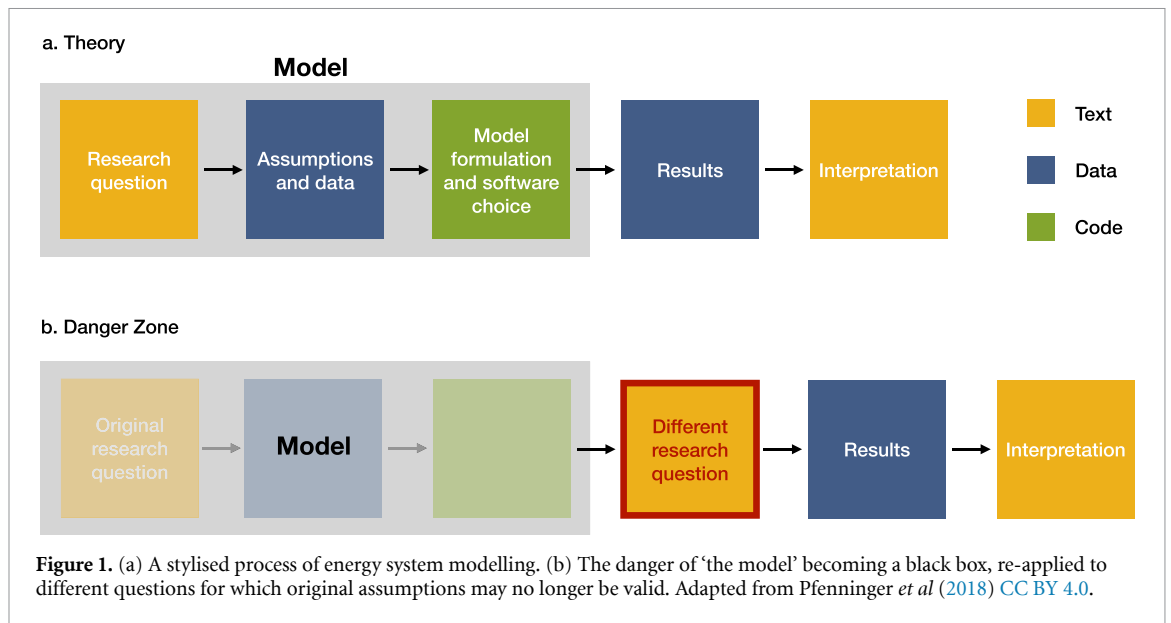 a. Theory
Model
Research
question
Assumptions
and data
Model
formulation
and software
choice
Results
Interpretation
Text
Data
Code
b. Danger Zone
Original
research
question
Model
Different
research
question
Results
Interpretation
Figure 1. (a) A stylised process of energy system modelling. (b) The danger of ‘the model’ becoming a black box, re-applied to
different questions for which original assumptions may no longer be valid. Adapted from Pfenninger et al (2018) CC BY 4.0.